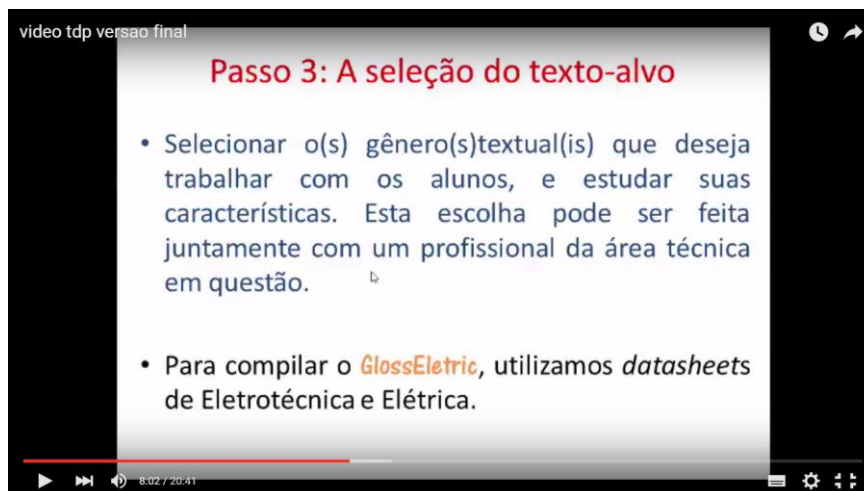 video tdp versao final
Passo 3: A seleção do texto-alvo
• Selecionar o(s) gênero(s)textual(is) que deseja
trabalhar com os alunos, e estudar suas
características. Esta escolha pode ser feita
juntamente com um profissional da área técnica
em questão.
• Para compilar o GlossEletric, utilizamos datasheets
de Eletrotécnica e Elétrica.
8:02 / 20:41